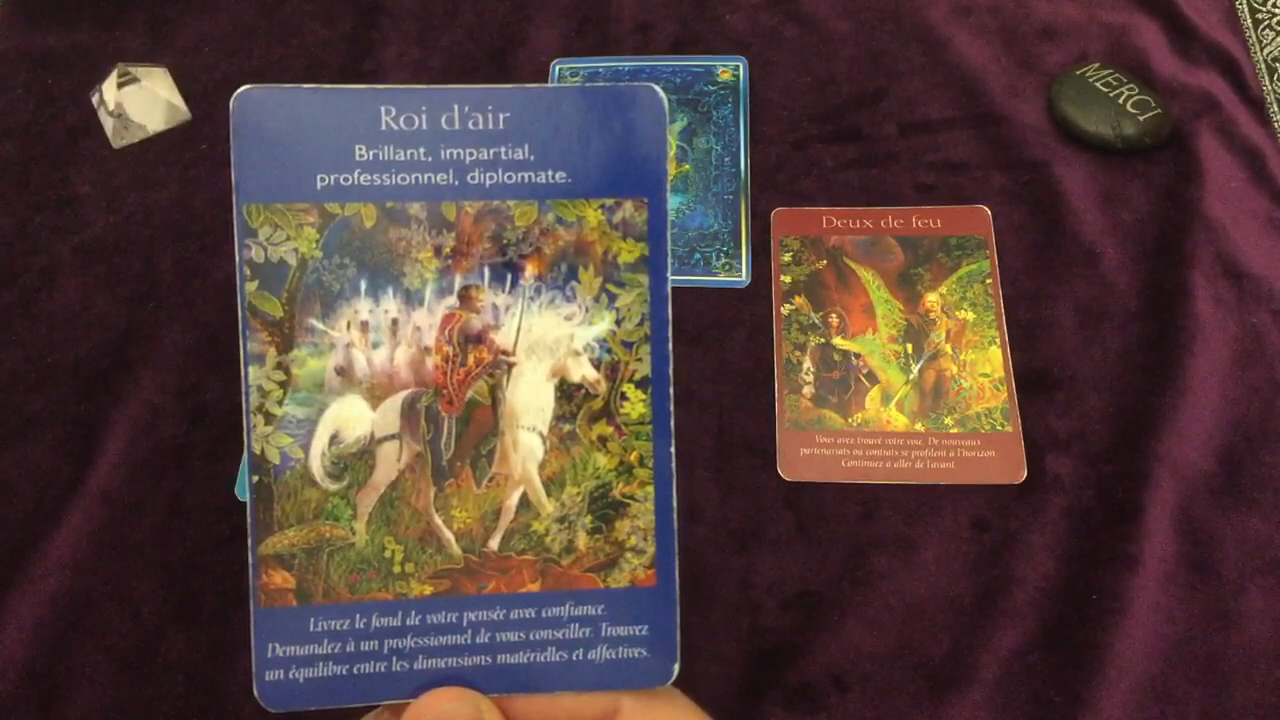 Roi d'air
Brillant, impartial,
professionnel, diplomate.
Livrez le fond de votre pensée avec confiance.
Demandez à un professionnel de vous conseiller. Trouvez
un équilibre entre les dimensions matérielles et affectives.
MERCI
Deux de feu
Vous avez trouvé votre voie. De nouveaux
partenariats ou contrats se profilent à l'horizon.
Continuez à aller de l'avant.